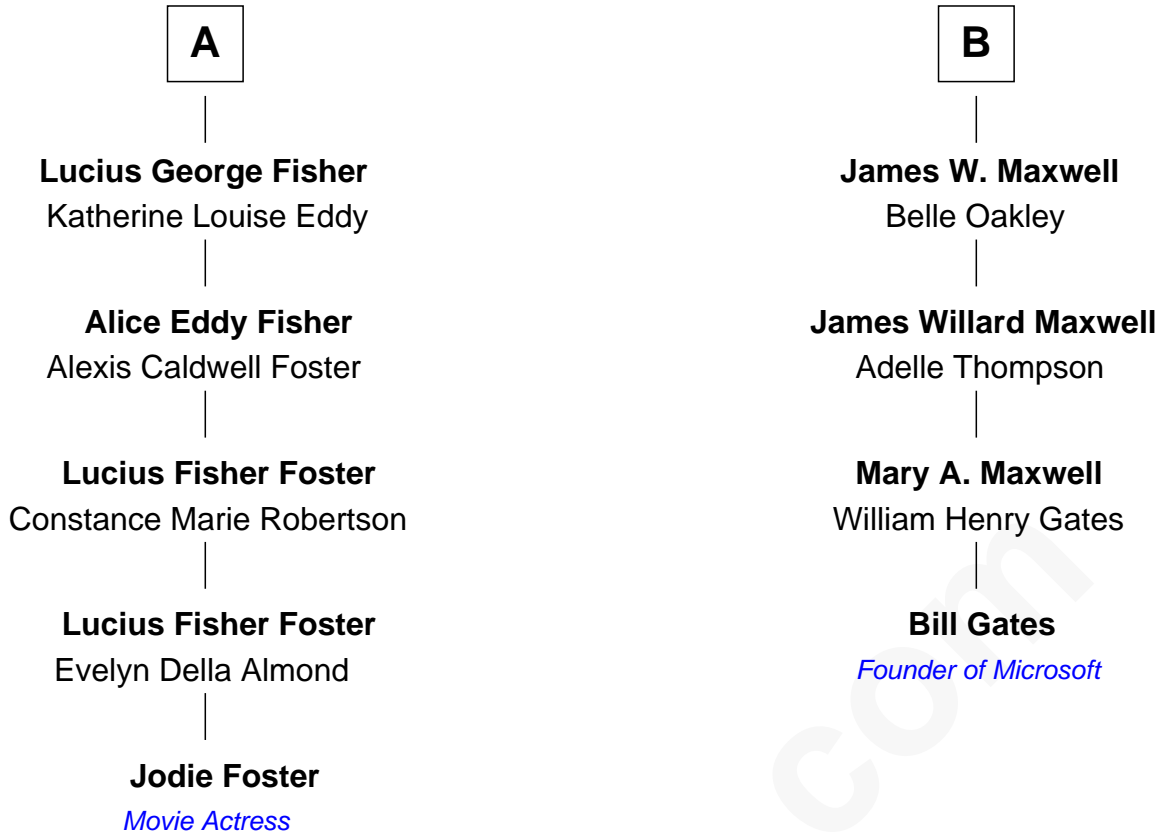 A
Lucius George Fisher
Katherine Louise Eddy
Alice Eddy Fisher
Alexis Caldwell Foster
Lucius Fisher Foster
Constance Marie Robertson
Lucius Fisher Foster
Evelyn Della Almond
Jodie Foster
Movie Actress
B
James W. Maxwell
Belle Oakley
James Willard Maxwell
Adelle Thompson
Mary A. Maxwell
William Henry Gates
Bill Gates
Founder of Microsoft
com